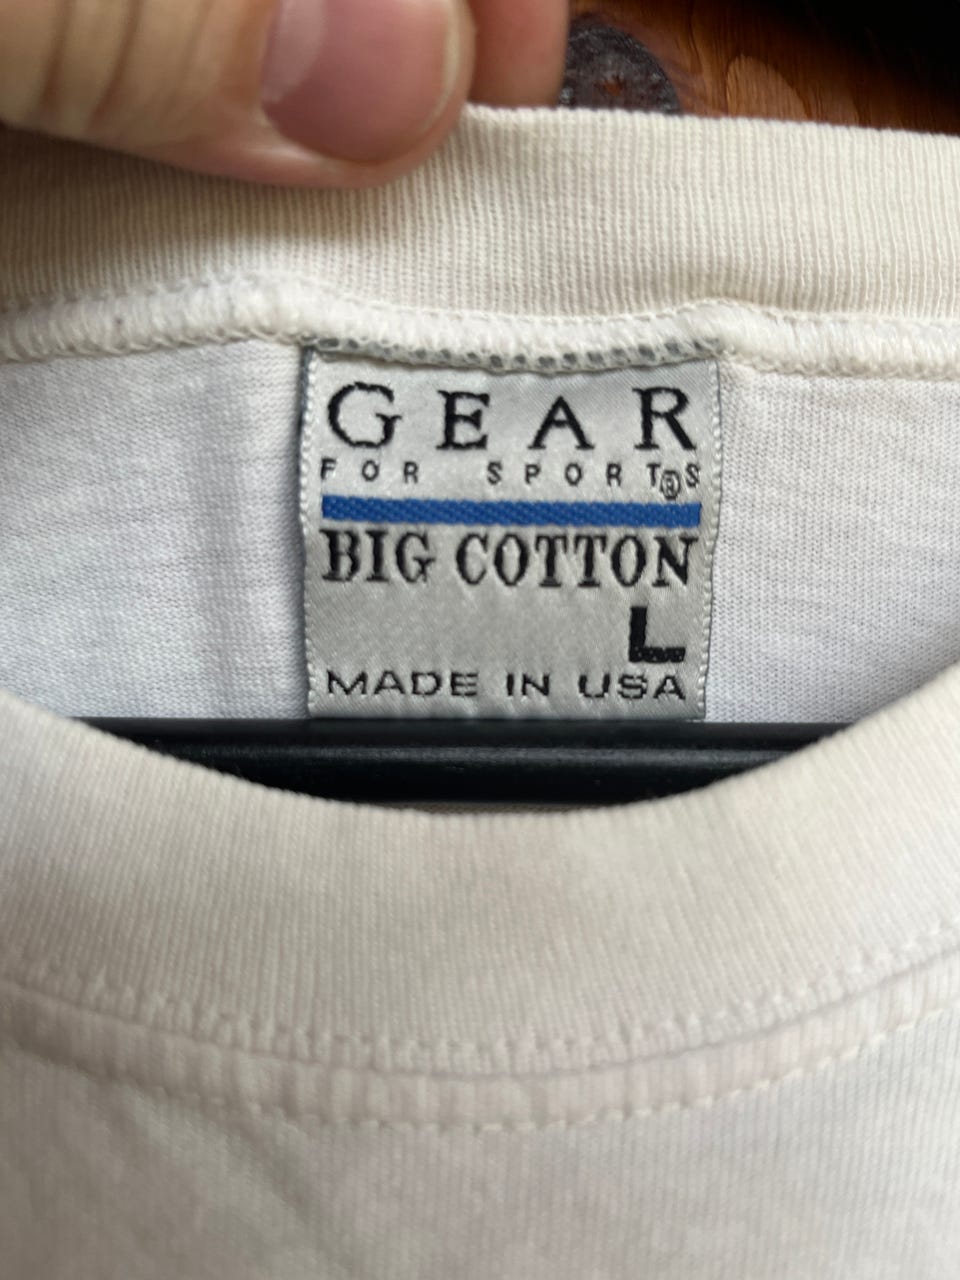 GEAR
FOR SPORTS®
BIG COTTON
L
MADE IN USA